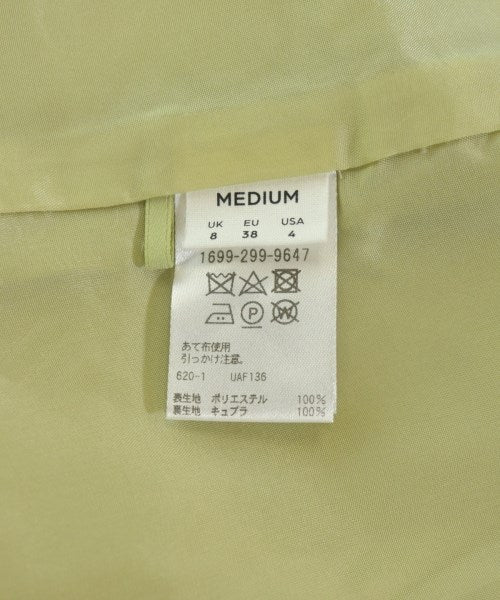 MEDIUM
UK EU USA
8 38 4
1699-299-9647
P W
あて布使用
引っかけ注意。
620-1 UAF136
表生地 ポリエステル 100%
裏生地 キュプラ 100%